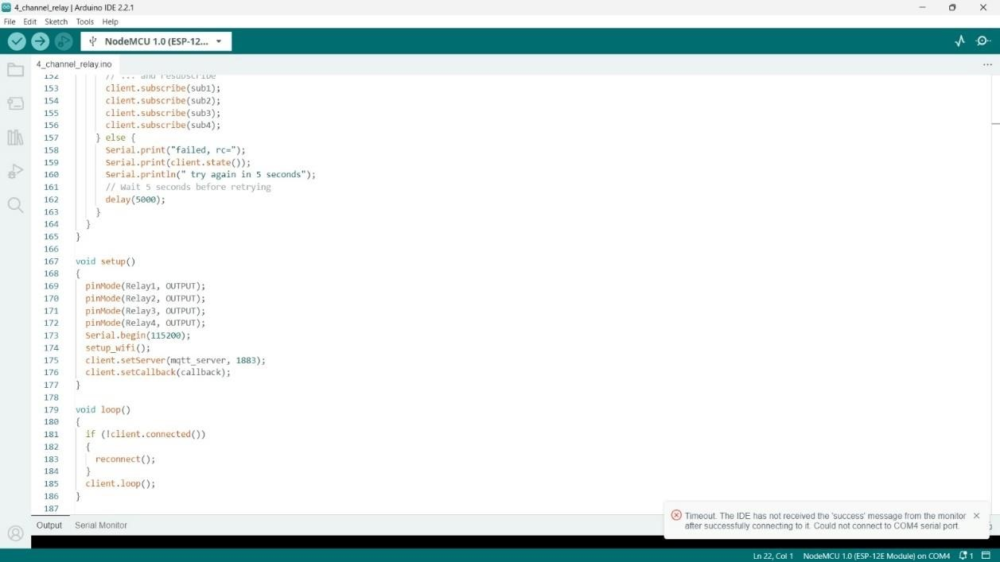 4_channel_relay | Arduino IDE 2.2.1
File Edit Sketch Tools Help
NodeMCU 1.0 (ESP-12...
4_channel_relay.ino
152 // ... and resubscribe
153 client.subscribe(sub1);
154 client.subscribe(sub2);
155 client.subscribe(sub3);
156 client.subscribe(sub4);
157 } else {
158 Serial.print("failed, rc=");
159 Serial.print(client.state());
160 Serial.println(" try again in 5 seconds");
161 // Wait 5 seconds before retrying
162 delay(5000);
163 }
164 }
165 }
166
167 void setup()
168 {
169 pinMode(Relay1, OUTPUT);
170 pinMode(Relay2, OUTPUT);
171 pinMode(Relay3, OUTPUT);
172 pinMode(Relay4, OUTPUT);
173 Serial.begin(115200);
174 setup_wifi();
175 client.setServer(mqtt_server, 1883);
176 client.setCallback(callback);
177 }
178
179 void loop()
180 {
181 if (!client.connected())
182 {
183 reconnect();
184 }
185 client.loop();
186 }
187
Timeout. The IDE has not received the 'success' message from the monitor
after successfully connecting to it. Could not connect to COM4 serial port.
Output Serial Monitor
Ln 22, Col 1 NodeMCU 1.0 (ESP-12E Module) on COM4 1